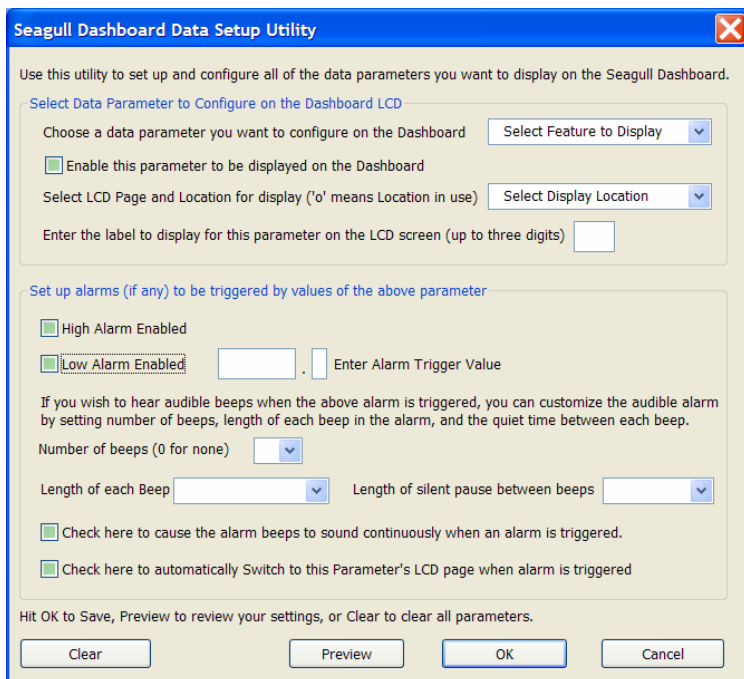 Seagull Dashboard Data Setup Utility
Use this utility to set up and configure all of the data parameters you want to display on the Seagull Dashboard.
Select Data Parameter to Configure on the Dashboard LCD
Choose a data parameter you want to configure on the Dashboard Select Feature to Display
Enable this parameter to be displayed on the Dashboard
Select LCD Page and Location for display ('o' means Location in use) Select Display Location
Enter the label to display for this parameter on the LCD screen (up to three digits)
Set up alarms (if any) to be triggered by values of the above parameter
High Alarm Enabled
Low Alarm Enabled . Enter Alarm Trigger Value
If you wish to hear audible beeps when the above alarm is triggered, you can customize the audible alarm
by setting number of beeps, length of each beep in the alarm, and the quiet time between each beep.
Number of beeps (0 for none)
Length of each Beep Length of silent pause between beeps
Check here to cause the alarm beeps to sound continuously when an alarm is triggered.
Check here to automatically Switch to this Parameter's LCD page when alarm is triggered
Hit OK to Save, Preview to review your settings, or Clear to clear all parameters.
Clear Preview OK Cancel